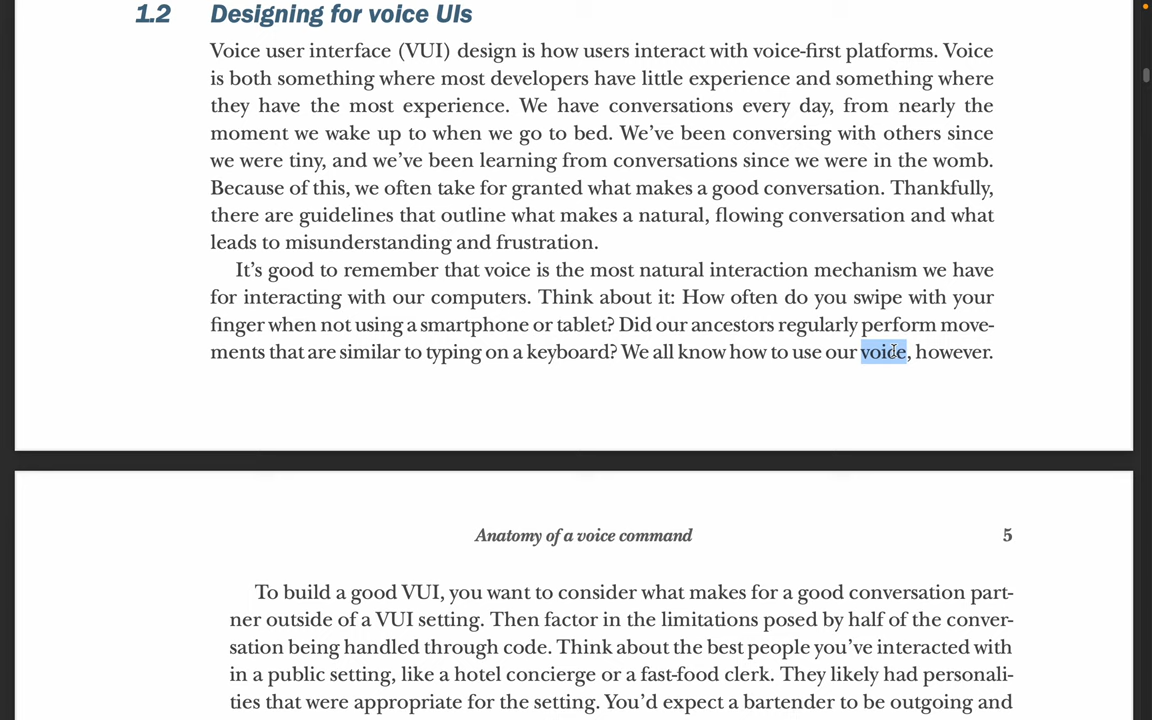 1.2 Designing for voice UIs
Voice user interface (VUI) design is how users interact with voice-first platforms. Voice
is both something where most developers have little experience and something where
they have the most experience. We have conversations every day, from nearly the
moment we wake up to when we go to bed. We’ve been conversing with others since
we were tiny, and we’ve been learning from conversations since we were in the womb.
Because of this, we often take for granted what makes a good conversation. Thankfully,
there are guidelines that outline what makes a natural, flowing conversation and what
leads to misunderstanding and frustration.
It’s good to remember that voice is the most natural interaction mechanism we have
for interacting with our computers. Think about it: How often do you swipe with your
finger when not using a smartphone or tablet? Did our ancestors regularly perform move-
ments that are similar to typing on a keyboard? We all know how to use our voice, however.
Anatomy of a voice command 5
To build a good VUI, you want to consider what makes for a good conversation part-
ner outside of a VUI setting. Then factor in the limitations posed by half of the conver-
sation being handled through code. Think about the best people you’ve interacted with
in a public setting, like a hotel concierge or a fast-food clerk. They likely had personali-
ties that were appropriate for the setting. You’d expect a bartender to be outgoing and